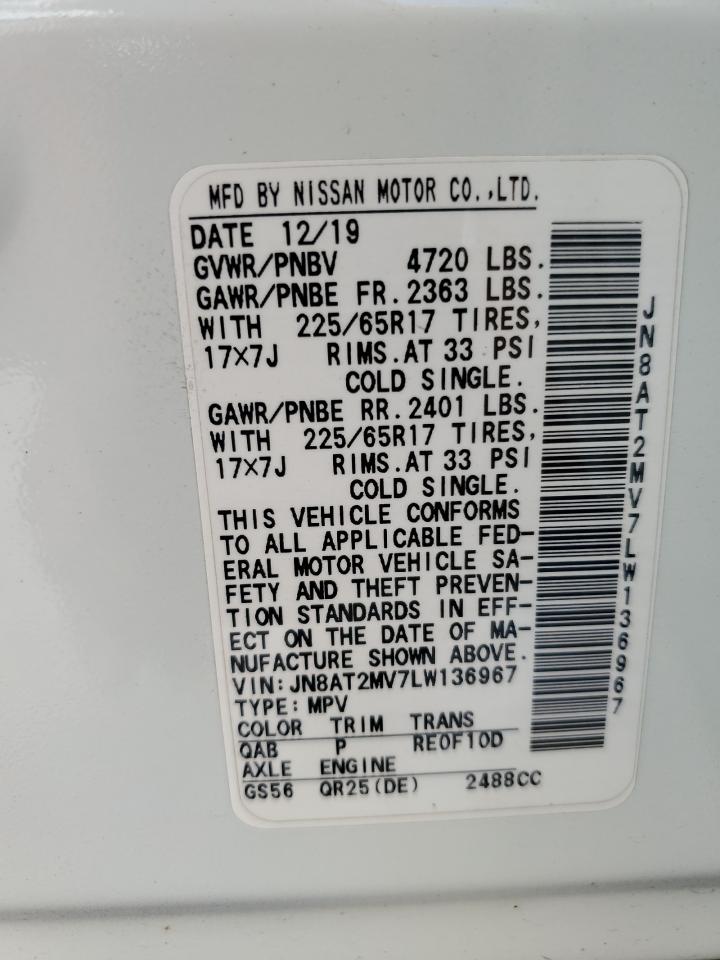 MFD BY NISSAN MOTOR CO.,LTD.
DATE 12/19
GVWR/PNBV 4720 LBS.
GAWR/PNBE FR.2363 LBS.
WITH 225/65R17 TIRES,
17×7J RIMS.AT 33 PSI
COLD SINGLE.
GAWR/PNBE RR.2401 LBS.
WITH 225/65R17 TIRES,
17×7J RIMS.AT 33 PSI
COLD SINGLE.
THIS VEHICLE CONFORMS
TO ALL APPLICABLE FED-
ERAL MOTOR VEHICLE SA-
FETY AND THEFT PREVEN-
TION STANDARDS IN EFF-
ECT ON THE DATE OF MA-
NUFACTURE SHOWN ABOVE.
VIN:JN8AT2MV7LW136967
TYPE:MPV
COLOR TRIM TRANS
QAB P RE0F10D
AXLE ENGINE
GS56 QR25(DE) 2488CC
JN8AT2MV7LW136967